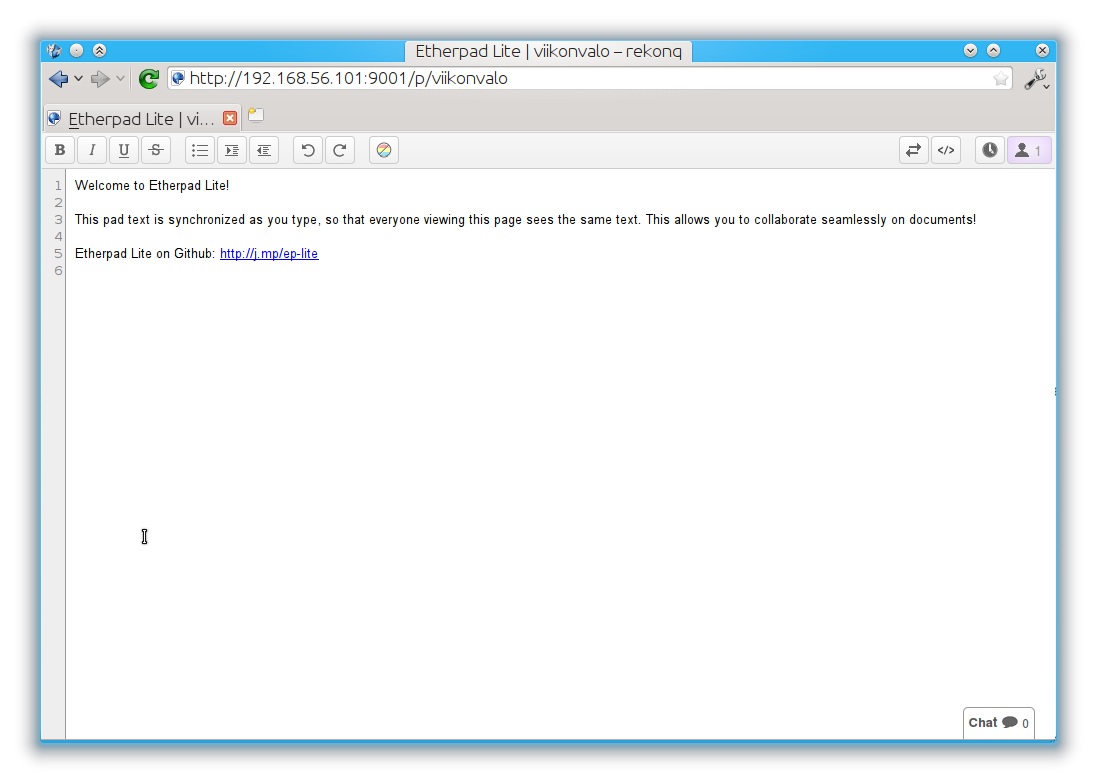 Etherpad Lite | viikonvalo – rekonq
http://192.168.56.101:9001/p/viikonvalo
Etherpad Lite | vi...
B I U S </> 1
1 Welcome to Etherpad Lite!
2
3 This pad text is synchronized as you type, so that everyone viewing this page sees the same text. This allows you to collaborate seamlessly on documents!
4
5 Etherpad Lite on Github: http://j.mp/ep-lite
6
Chat 0